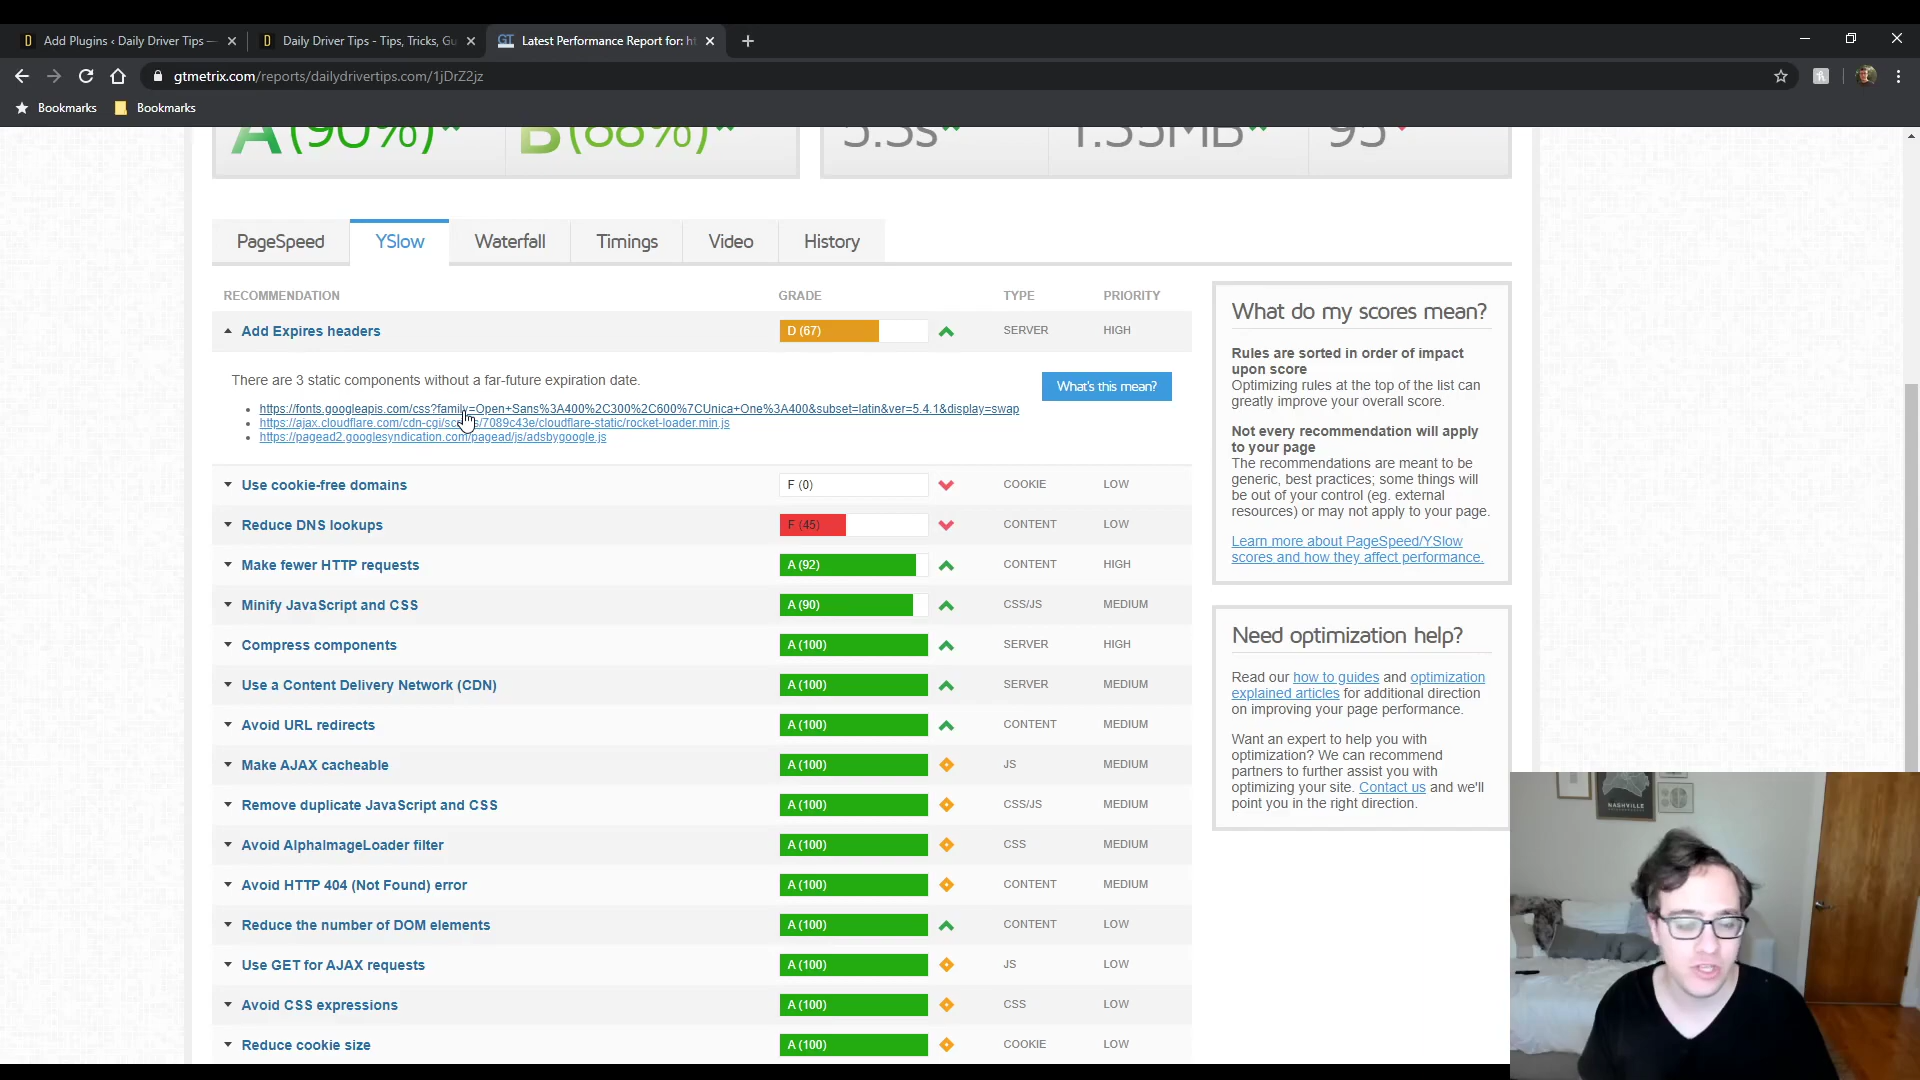 Add Plugins ‹ Daily Driver Tips —
Daily Driver Tips - Tips, Tricks, Gu
GT Latest Performance Report for: ht
gtmetrix.com/reports/dailydrivertips.com/1jDrZ2jz
Bookmarks Bookmarks
A (90%) B (88%) 5.3s 1.35MB 95
PageSpeed YSlow Waterfall Timings Video History
RECOMMENDATION GRADE TYPE PRIORITY
Add Expires headers D (67) SERVER HIGH
There are 3 static components without a far-future expiration date.
What's this mean?
https://fonts.googleapis.com/css?family=Open+Sans%3A400%2C300%2C600%7CUnica+One%3A400&subset=latin&ver=5.4.1&display=swap
https://ajax.cloudflare.com/cdn-cgi/scripts/7089c43e/cloudflare-static/rocket-loader.min.js
https://pagead2.googlesyndication.com/pagead/js/adsbygoogle.js
Use cookie-free domains F (0) COOKIE LOW
Reduce DNS lookups F (45) CONTENT LOW
Make fewer HTTP requests A (92) CONTENT HIGH
Minify JavaScript and CSS A (90) CSS/JS MEDIUM
Compress components A (100) SERVER HIGH
Use a Content Delivery Network (CDN) A (100) SERVER MEDIUM
Avoid URL redirects A (100) CONTENT MEDIUM
Make AJAX cacheable A (100) JS MEDIUM
Remove duplicate JavaScript and CSS A (100) CSS/JS MEDIUM
Avoid AlphaImageLoader filter A (100) CSS MEDIUM
Avoid HTTP 404 (Not Found) error A (100) CONTENT MEDIUM
Reduce the number of DOM elements A (100) CONTENT LOW
Use GET for AJAX requests A (100) JS LOW
Avoid CSS expressions A (100) CSS LOW
Reduce cookie size A (100) COOKIE LOW
What do my scores mean?
Rules are sorted in order of impact
upon score
Optimizing rules at the top of the list can
greatly improve your overall score.
Not every recommendation will apply
to your page
The recommendations are meant to be
generic, best practices; some things will
be out of your control (eg. external
resources) or may not apply to your page.
Learn more about PageSpeed/YSlow
scores and how they affect performance.
Need optimization help?
Read our how to guides and optimization
explained articles for additional direction
on improving your page performance.
Want an expert to help you with
optimization? We can recommend
partners to further assist you with
optimizing your site. Contact us and we'll
point you in the right direction.
NASHVILLE